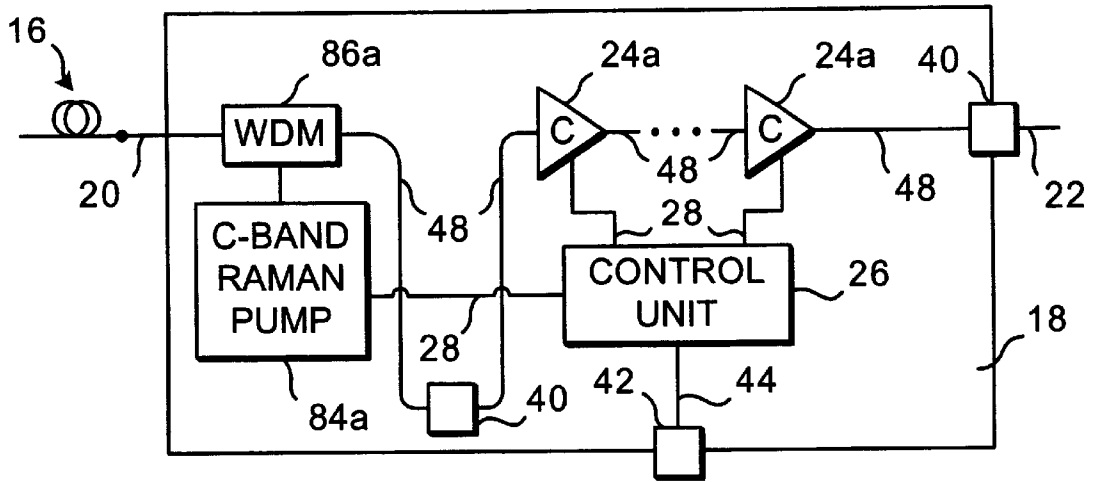 16
86a
24a
24a
40
WDM
C
C
20
48
48
48
22
C-BAND
RAMAN
PUMP
28
CONTROL
UNIT
26
28
18
84a
40
42
44